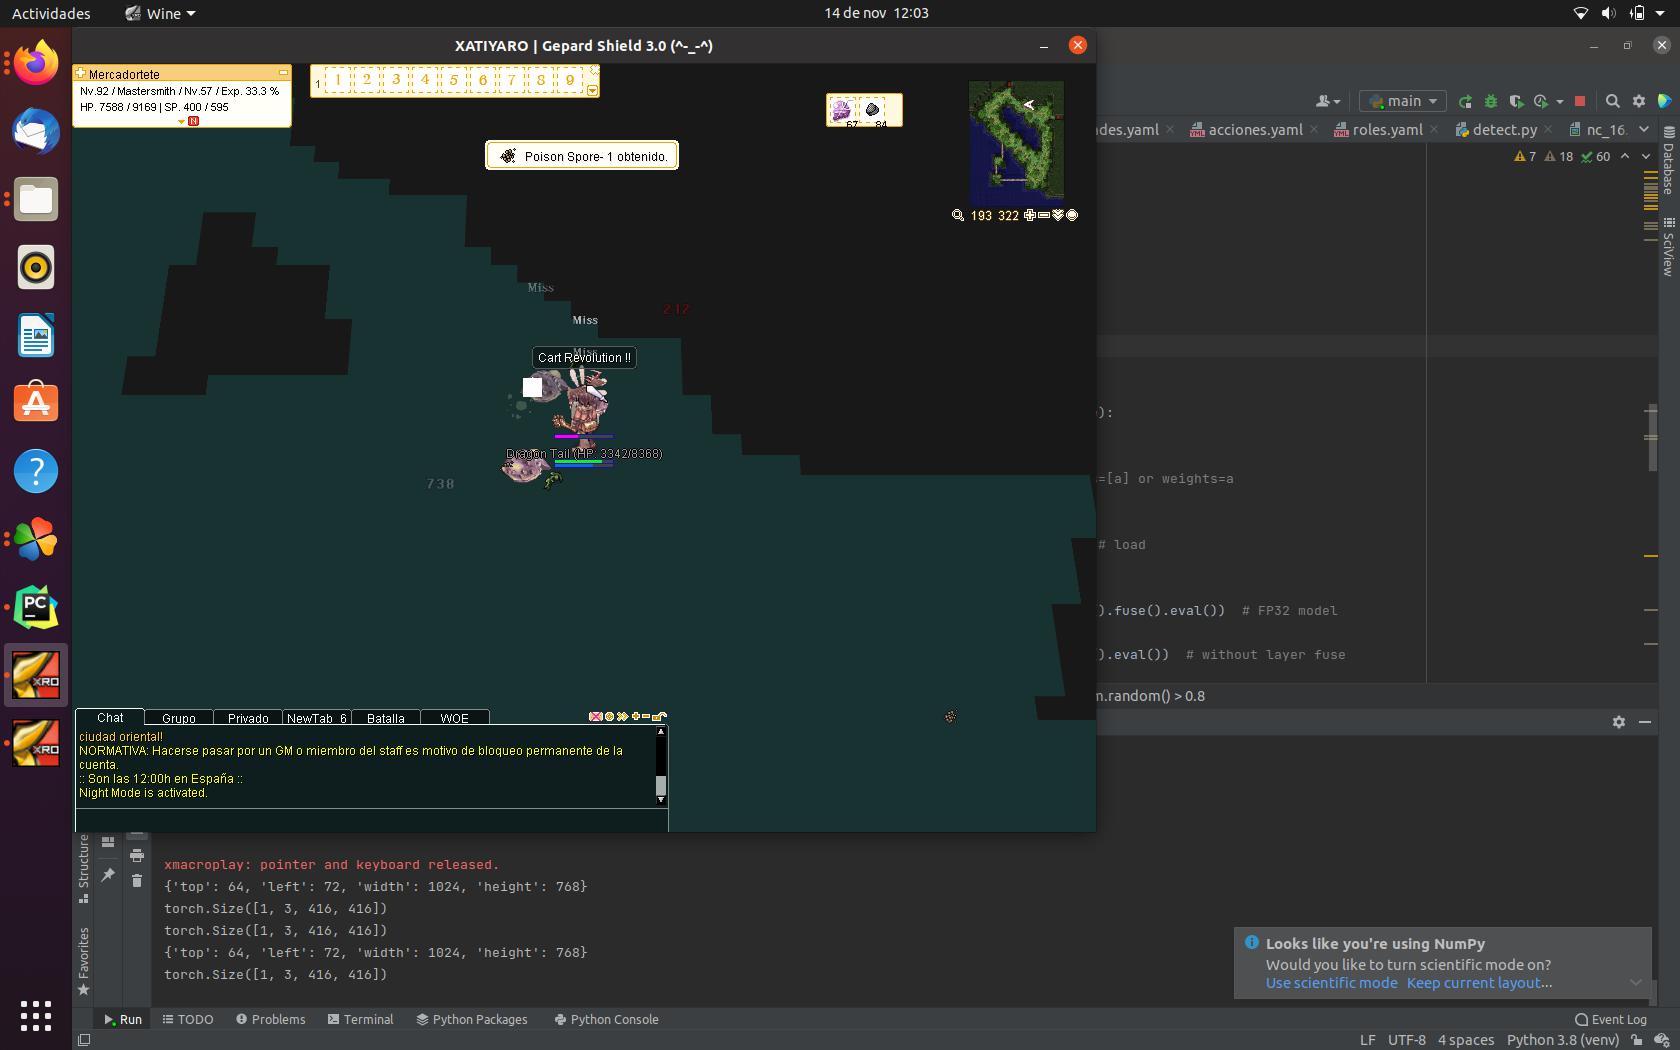 Actividades
Wine
14 de nov 12:03
XATIYARO | Gepard Shield 3.0 (^-_-^)
Mercadortete
Nv.92 / Mastersmith / Nv.57 / Exp. 33.3 %
HP. 7588 / 9169 | SP. 400 / 595
N
1 1 2 3 4 5 6 7 8 9
67 84
Poison Spore- 1 obtenido.
193 322
main
des.yaml
acciones.yaml
roles.yaml
detect.py
nc_16.
7 18 60
Database
SciView
Miss
212
Miss
Miss
Cart Revolution !!
Dragon Tail (HP: 3342/8368)
738
):
=[a] or weights=a
# load
).fuse().eval()) # FP32 model
).eval()) # without layer fuse
m.random() > 0.8
Chat
Grupo
Privado
NewTab_6
Batalla
WOE
ciudad oriental!
NORMATIVA: Hacerse pasar por un GM o miembro del staff es motivo de bloqueo permanente de la
cuenta.
:: Son las 12:00h en España ::
Night Mode is activated.
PC
XRO
XRO
Structure
Favorites
xmacroplay: pointer and keyboard released.
{'top': 64, 'left': 72, 'width': 1024, 'height': 768}
torch.Size([1, 3, 416, 416])
torch.Size([1, 3, 416, 416])
{'top': 64, 'left': 72, 'width': 1024, 'height': 768}
torch.Size([1, 3, 416, 416])
Looks like you're using NumPy
Would you like to turn scientific mode on?
Use scientific mode Keep current layout...
Run
TODO
Problems
Terminal
Python Packages
Python Console
Event Log
LF UTF-8 4 spaces Python 3.8 (venv)